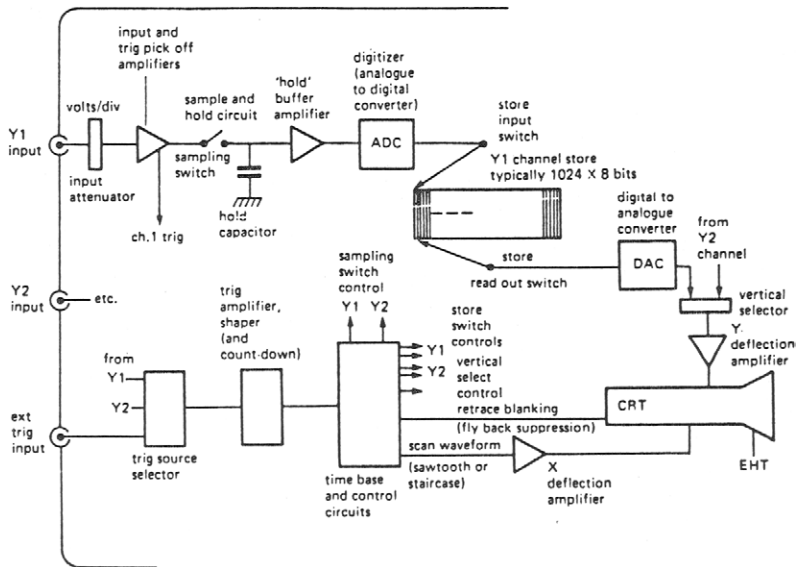 input and
trig pick off
amplifiers
volts/div
Y1
input
input
attenuator
sample and
hold circuit
sampling
switch
ch.1 trig
hold
capacitor
'hold'
buffer
amplifier
digitizer
(analogue
to digital
converter)
ADC
store
input
switch
Y1 channel store
typically 1024 X 8 bits
store
read out switch
digital to
analogue
converter
DAC
from
Y2
channel
vertical
selector
Y
deflection
amplifier
Y2
input
etc.
sampling
switch
control
Y1 Y2
trig
amplifier,
shaper
(and
count-down)
store
switch
controls
Y1
Y2
vertical
select
control
retrace blanking
(fly back suppression)
CRT
EHT
from
Y1
Y2
ext
trig
input
trig source
selector
time base
and control
circuits
scan waveform
(sawtooth or
staircase)
X
deflection
amplifier